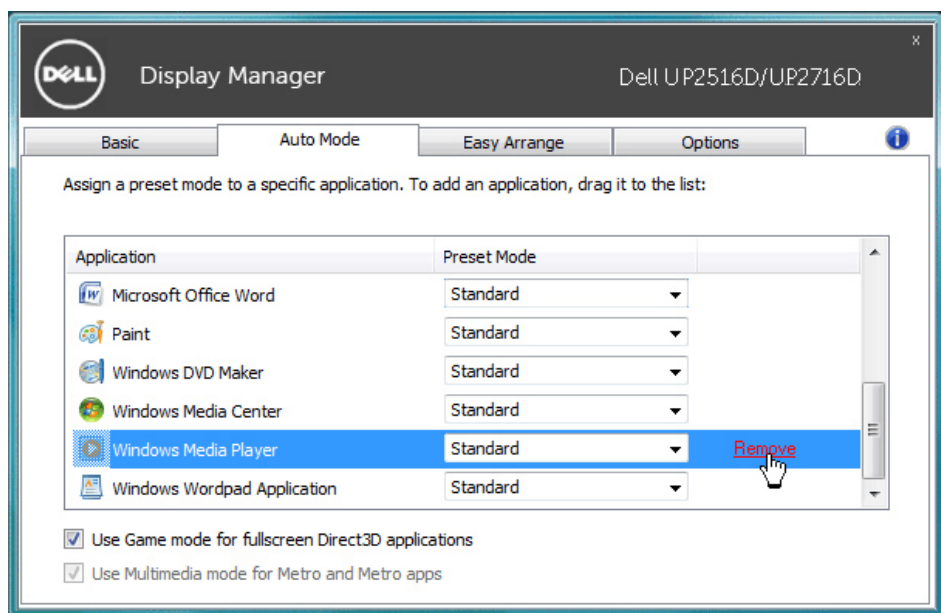 x
DELL
Display Manager
Dell UP2516D/UP2716D
Basic
Auto Mode
Easy Arrange
Options
i
Assign a preset mode to a specific application. To add an application, drag it to the list:
Application
Preset Mode
Microsoft Office Word
Standard
Paint
Standard
Windows DVD Maker
Standard
Windows Media Center
Standard
Windows Media Player
Standard
Remove
Windows Wordpad Application
Standard
Use Game mode for fullscreen Direct3D applications
Use Multimedia mode for Metro and Metro apps